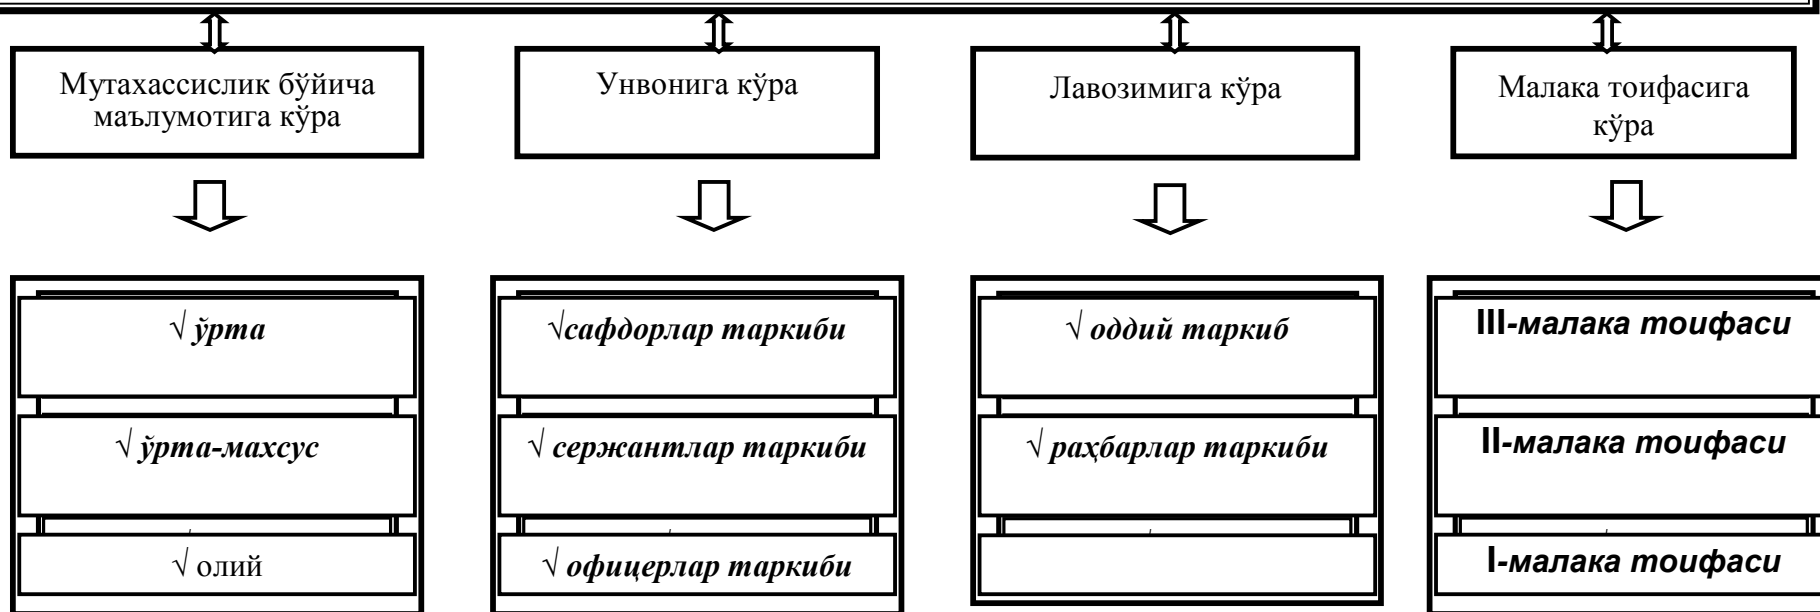 Мутахассислик бўйича
маълумотига кўра
Унвонига кўра
Лавозимига кўра
Малака тоифасига
кўра
√ ўрта
√ ўрта-махсус
√ олий
√сафдорлар таркиби
√ сержантлар таркиби
√ офицерлар таркиби
√ оддий таркиб
√ раҳбарлар таркиби
III-малака тоифаси
II-малака тоифаси
I-малака тоифаси